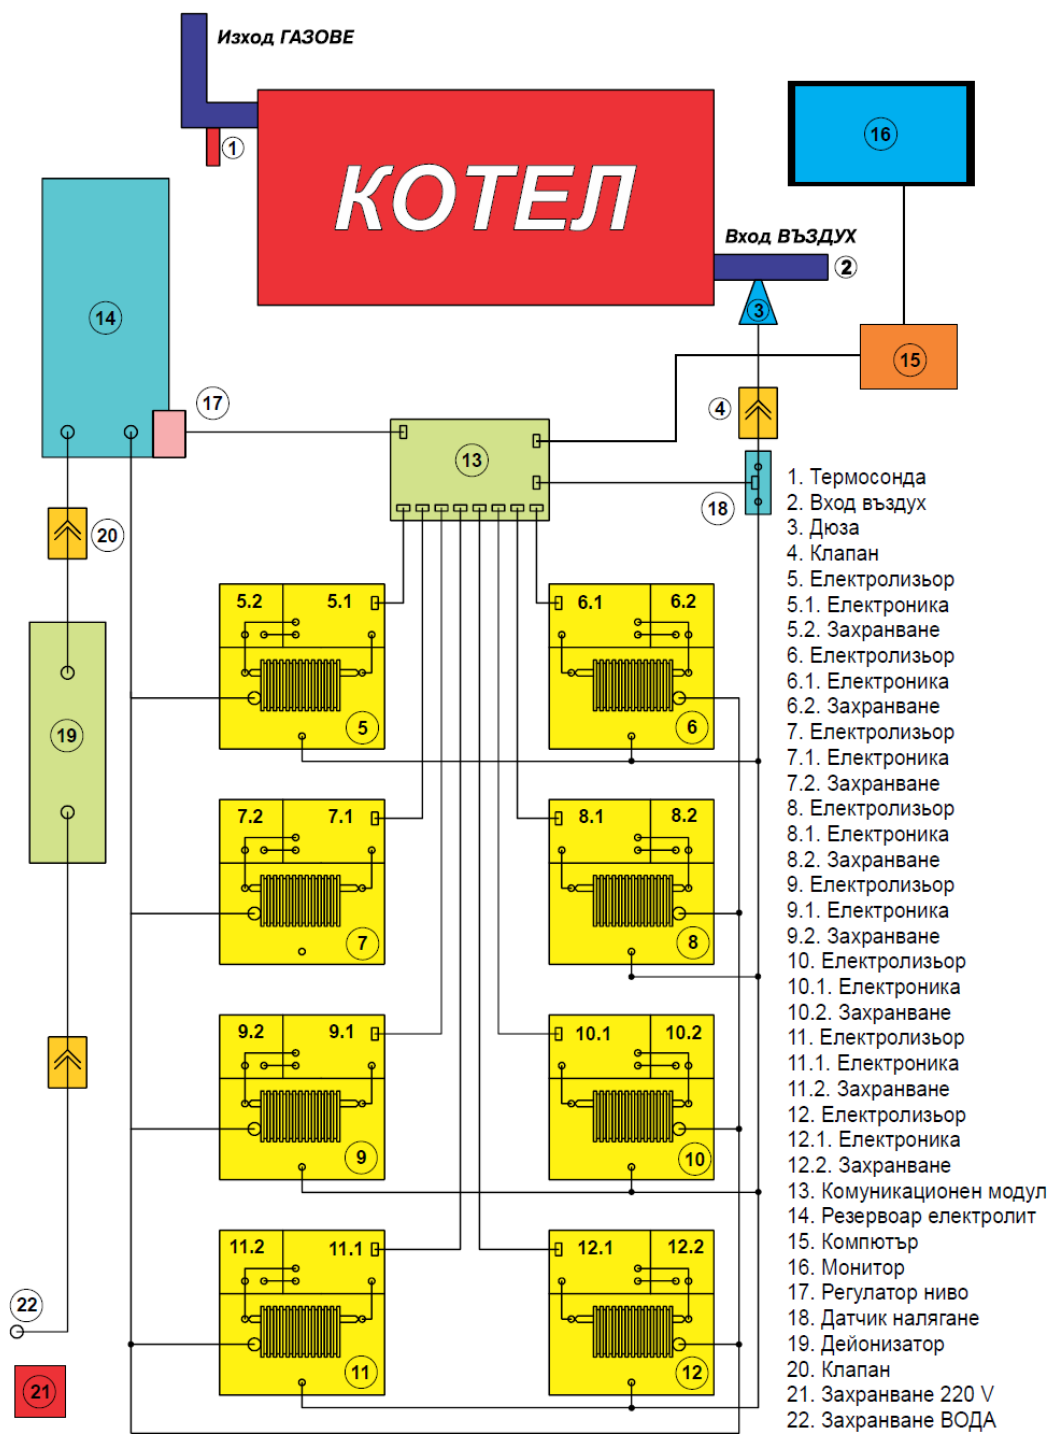 Изход ГАЗОВЕ
1
КОТЕЛ
16
Вход ВЪЗДУХ
2
3
14
15
17
4
13
18
20
5.2 5.1
6.1 6.2
5
6
19
7.2 7.1
8.1 8.2
7
8
9.2 9.1
10.1 10.2
9
10
11.2 11.1
12.1 12.2
22
11
12
21
1. Термосонда
2. Вход въздух
3. Дюза
4. Клапан
5. Електролизьор
5.1. Електроника
5.2. Захранване
6. Електролизьор
6.1. Електроника
6.2. Захранване
7. Електролизьор
7.1. Електроника
7.2. Захранване
8. Електролизьор
8.1. Електроника
8.2. Захранване
9. Електролизьор
9.1. Електроника
9.2. Захранване
10. Електролизьор
10.1. Електроника
10.2. Захранване
11. Електролизьор
11.1. Електроника
11.2. Захранване
12. Електролизьор
12.1. Електроника
12.2. Захранване
13. Комуникационен модул
14. Резервоар електролит
15. Компютър
16. Монитор
17. Регулатор ниво
18. Датчик налягане
19. Дейонизатор
20. Клапан
21. Захранване 220 V
22. Захранване ВОДА